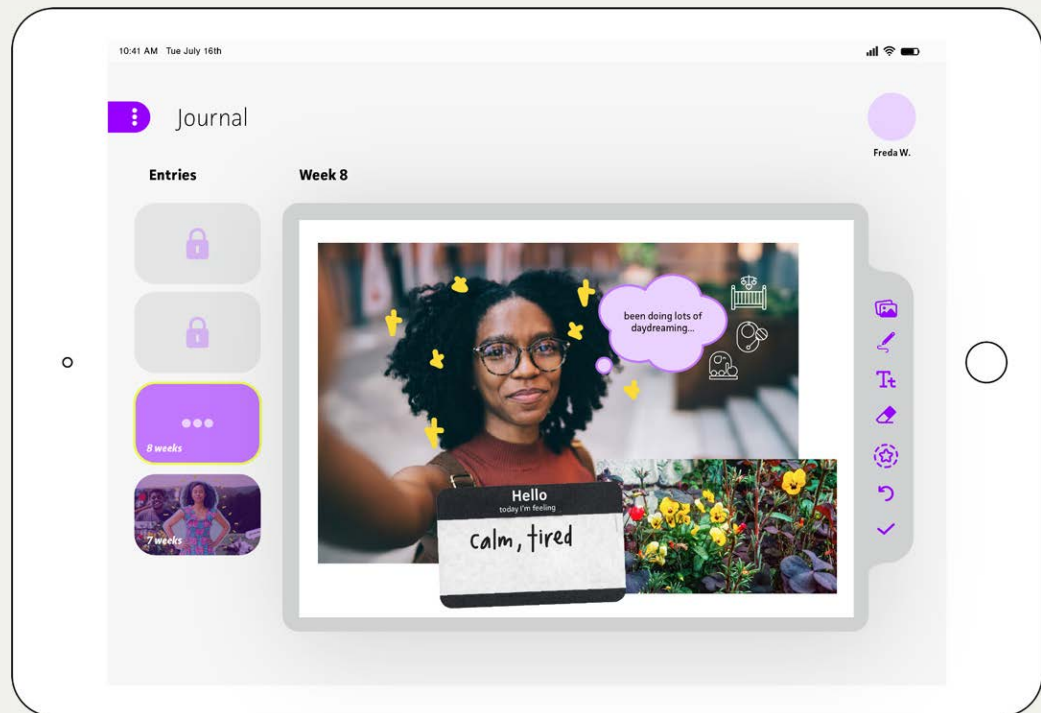 10:41 AM Tue July 16th
Journal
Freda W.
Entries
Week 8
been doing lots of
daydreaming...
8 weeks
7 weeks
Hello
today I'm feeling
calm, tired
Tt